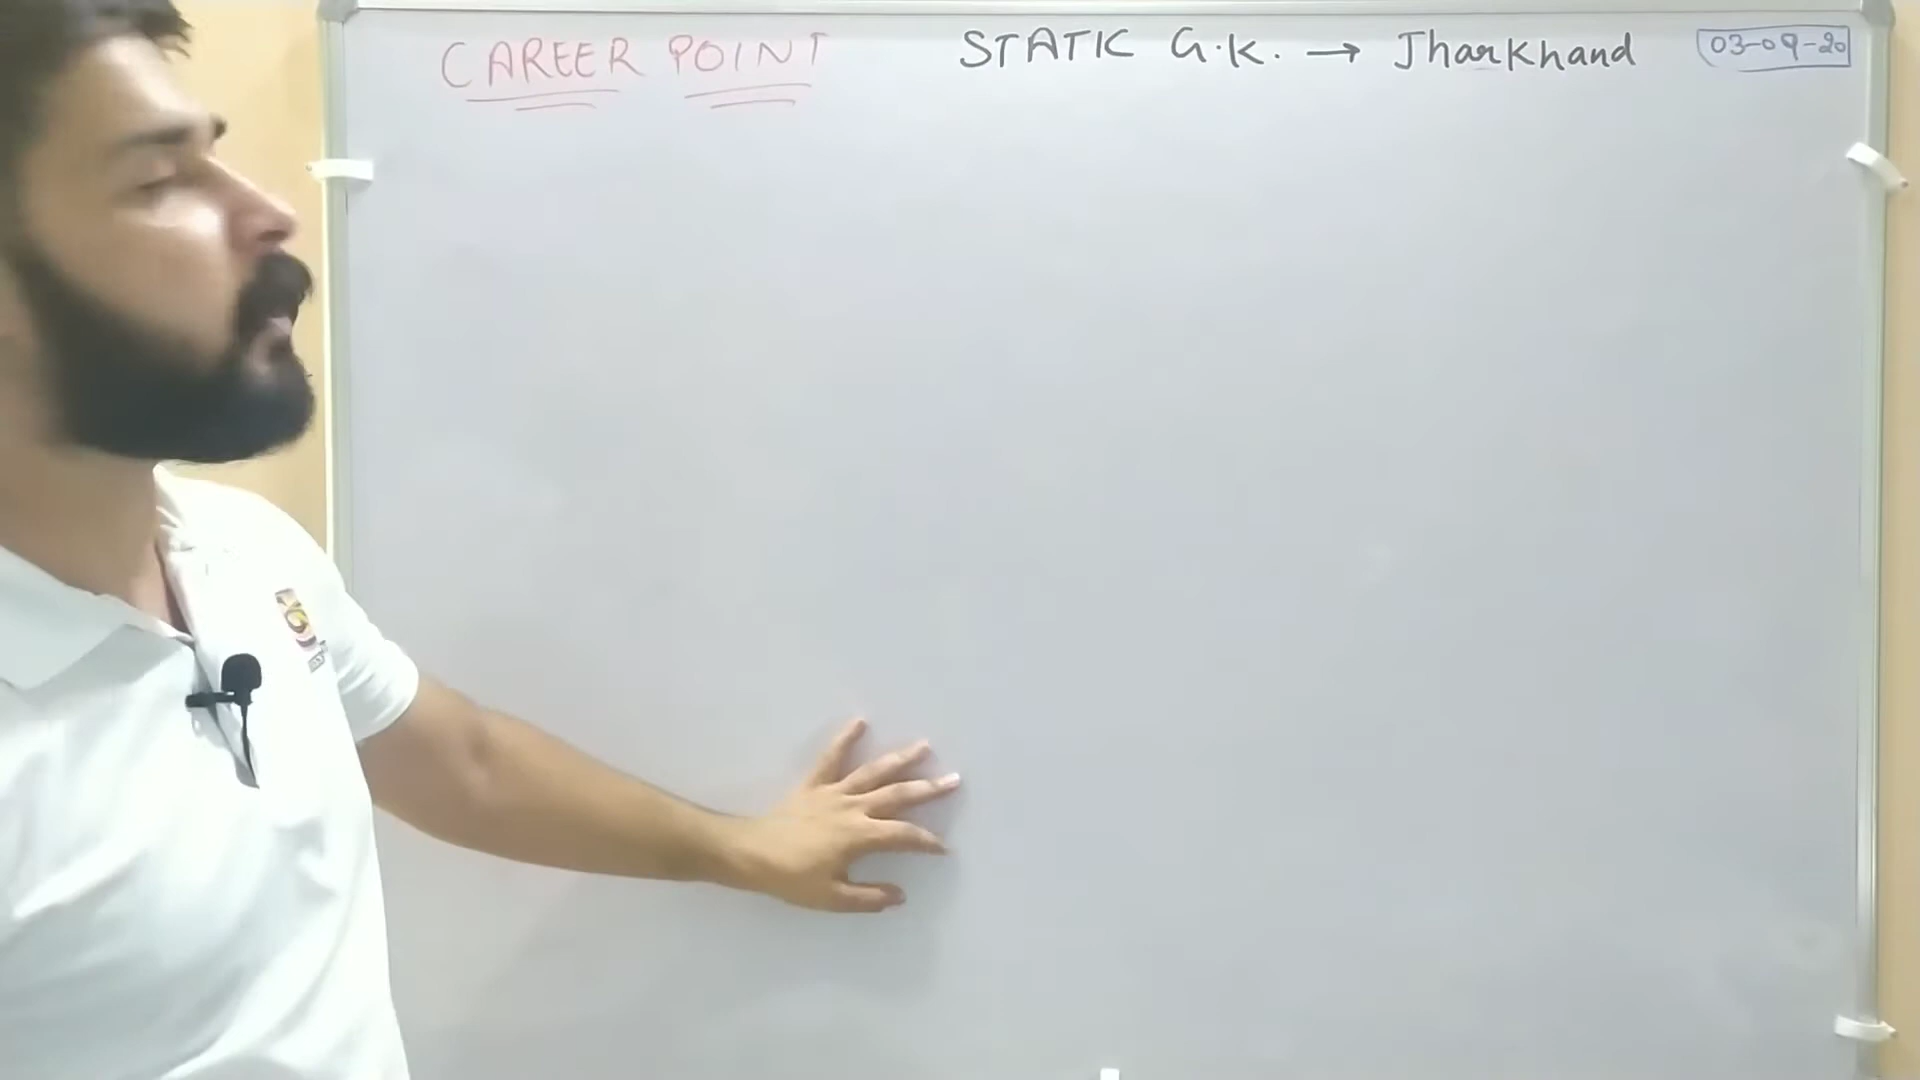 CAREER POINT STATIC G.K. → Jharkhand 03-09-20